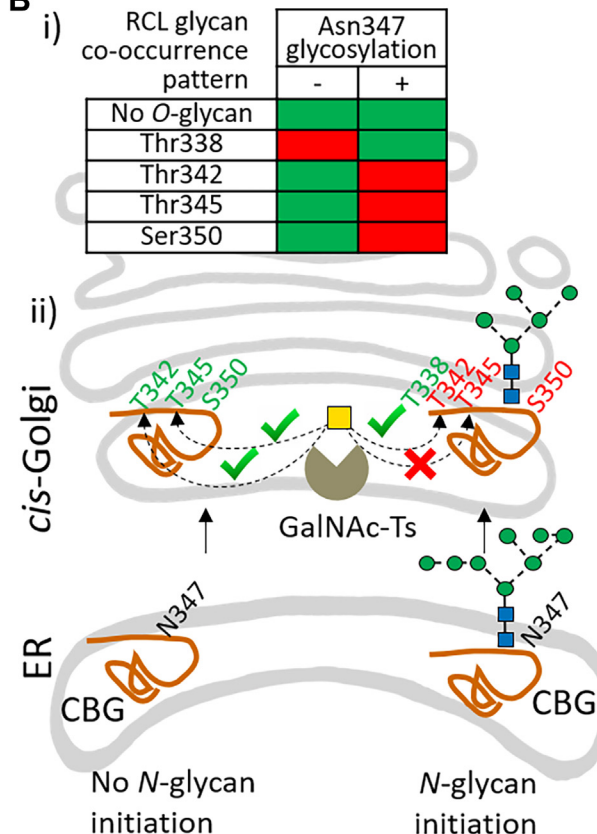 B
i)
RCL glycan
co-occurrence
pattern
Asn347
glycosylation
- +
No O-glycan
Thr338
Thr342
Thr345
Ser350
ii)
cis-Golgi
T342
T345
S350
T338
T342
T345
S350
GalNAc-Ts
ER
N347
N347
CBG
CBG
No N-glycan
initiation
N-glycan
initiation